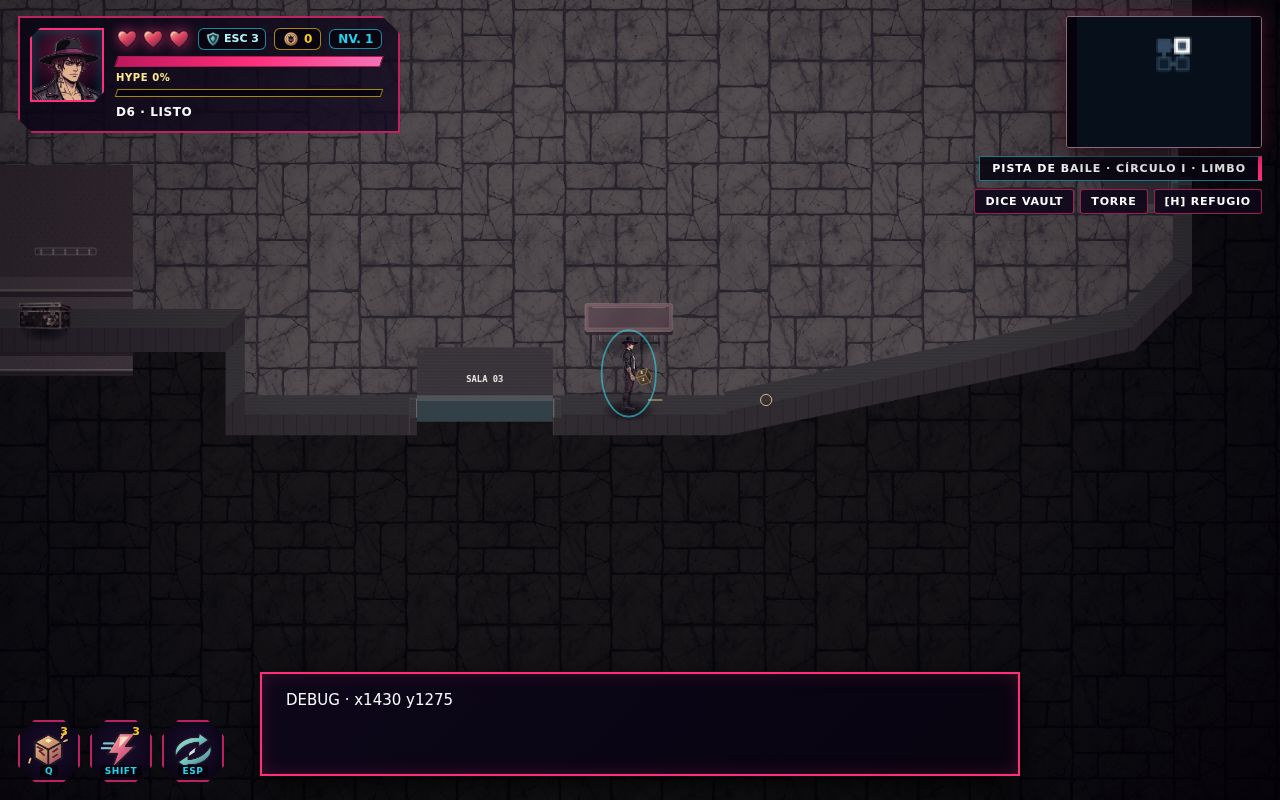 ESC 3
0
NV. 1
HYPE 0%
D6 · LISTO
PISTA DE BAILE · CÍRCULO I · LIMBO
DICE VAULT
TORRE
[H] REFUGIO
SALA 03
DEBUG · x1430 y1275
3
Q
3
SHIFT
ESP